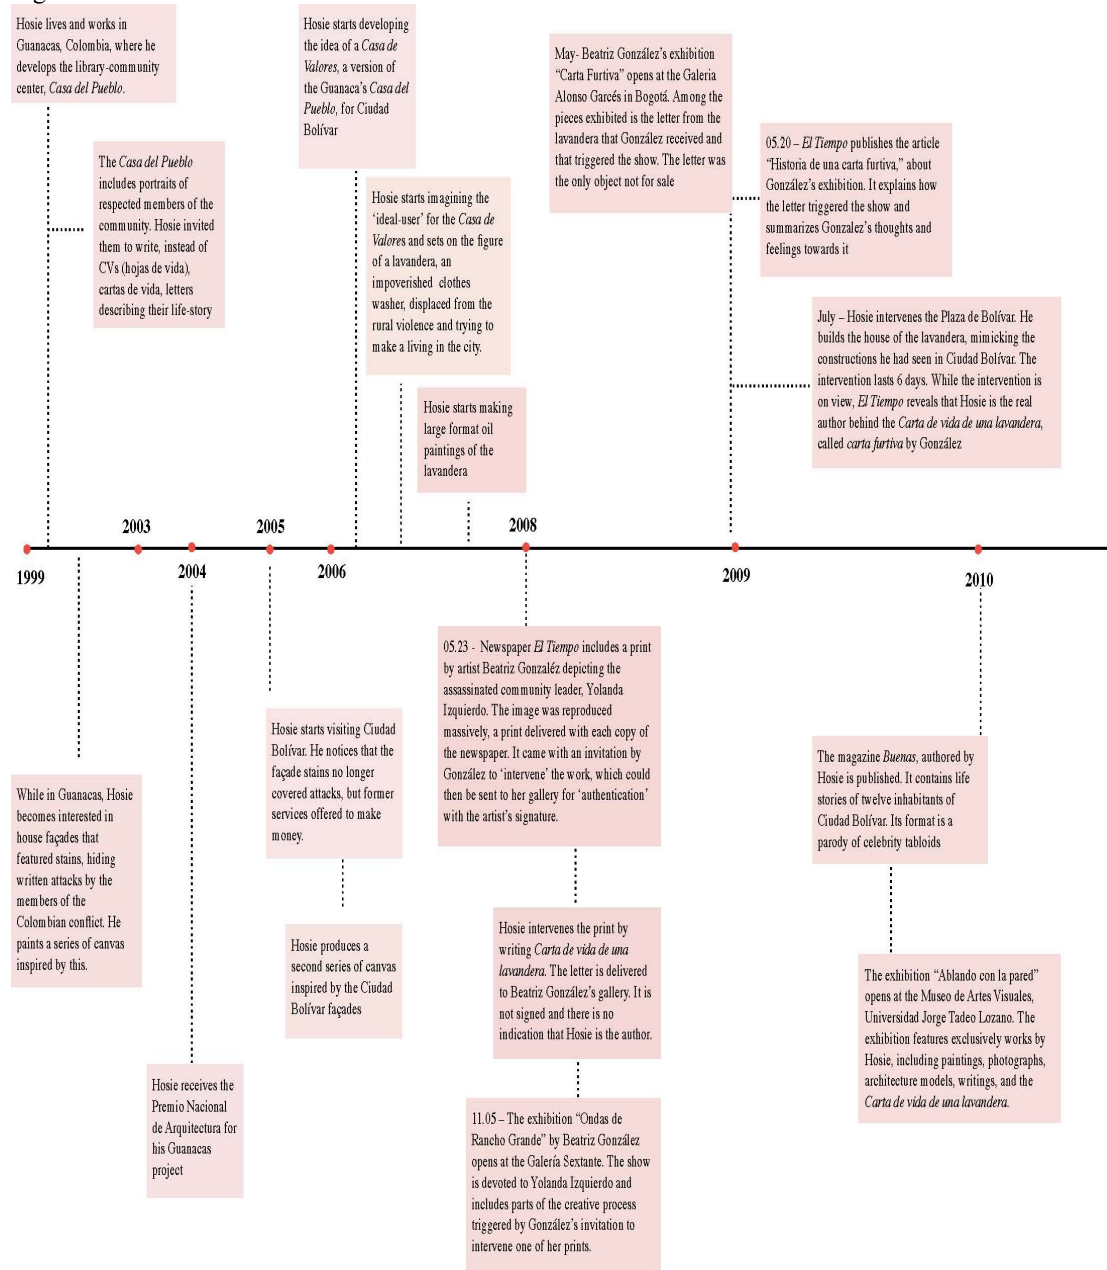 Hosie lives and works in
Guanacas, Colombia, where he
develops the library-community
center, Casa del Pueblo.
The Casa del Pueblo
includes portraits of
respected members of the
community. Hosie invited
them to write, instead of
CVs (hojas de vida),
cartas de vida, letters
describing their life-story
Hosie starts developing
the idea of a Casa de
Valores, a version of
the Guanaca's Casa del
Pueblo, for Ciudad
Bolívar
Hosie starts imagining the
'ideal-user' for the Casa de
Valores and sets on the figure
of a lavandera, an
impoverished clothes
washer, displaced from the
rural violence and trying to
make a living in the city.
Hosie starts making
large format oil
paintings of the
lavandera
May- Beatriz González's exhibition
"Carta Furtiva" opens at the Galeria
Alonso Garcés in Bogotá. Among the
pieces exhibited is the letter from the
lavandera that González received and
that triggered the show. The letter was
the only object not for sale
05.20 – El Tiempo publishes the article
"Historia de una carta furtiva," about
González's exhibition. It explains how
the letter triggered the show and
summarizes Gonzalez's thoughts and
feelings towards it
July – Hosie intervenes the Plaza de Bolívar. He
builds the house of the lavandera, mimicking the
constructions he had seen in Ciudad Bolívar. The
intervention lasts 6 days. While the intervention is
on view, El Tiempo reveals that Hosie is the real
author behind the Carta de vida de una lavandera,
called carta furtiva by González
1999
2003
2004
2005
2006
2008
2009
2010
While in Guanacas, Hosie
becomes interested in
house façades that
featured stains, hiding
written attacks by the
members of the
Colombian conflict. He
paints a series of canvas
inspired by this.
Hosie receives the
Premio Nacional
de Arquitectura for
his Guanacas
project
Hosie starts visiting Ciudad
Bolívar. He notices that the
façade stains no longer
covered attacks, but former
services offered to make
money.
Hosie produces a
second series of canvas
inspired by the Ciudad
Bolívar façades
05.23 - Newspaper El Tiempo includes a print
by artist Beatriz Gonzaléz depicting the
assassinated community leader, Yolanda
Izquierdo. The image was reproduced
massively, a print delivered with each copy of
the newspaper. It came with an invitation by
González to 'intervene' the work, which could
then be sent to her gallery for 'authentication'
with the artist's signature.
Hosie intervenes the print by
writing Carta de vida de una
lavandera. The letter is delivered
to Beatriz González's gallery. It is
not signed and there is no
indication that Hosie is the author.
11.05 – The exhibition "Ondas de
Rancho Grande" by Beatriz González
opens at the Galería Sextante. The show
is devoted to Yolanda Izquierdo and
includes parts of the creative process
triggered by González's invitation to
intervene one of her prints.
The magazine Buenas, authored by
Hosie is published. It contains life
stories of twelve inhabitants of
Ciudad Bolívar. Its format is a
parody of celebrity tabloids
The exhibition "Ablando con la pared"
opens at the Museo de Artes Visuales,
Universidad Jorge Tadeo Lozano. The
exhibition features exclusively works by
Hosie, including paintings, photographs,
architecture models, writings, and the
Carta de vida de una lavandera.